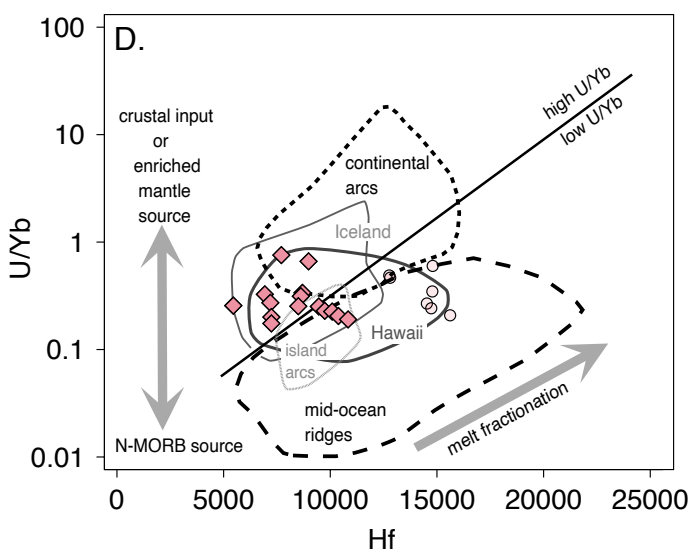 D.
100
10
1
0.1
0.01
U/Yb
crustal input
or
enriched
mantle
source
N-MORB source
high U/Yb
low U/Yb
continental
arcs
Iceland
Hawaii
island
arcs
mid-ocean
ridges
melt fractionation
0
5000
10000
15000
20000
25000
Hf